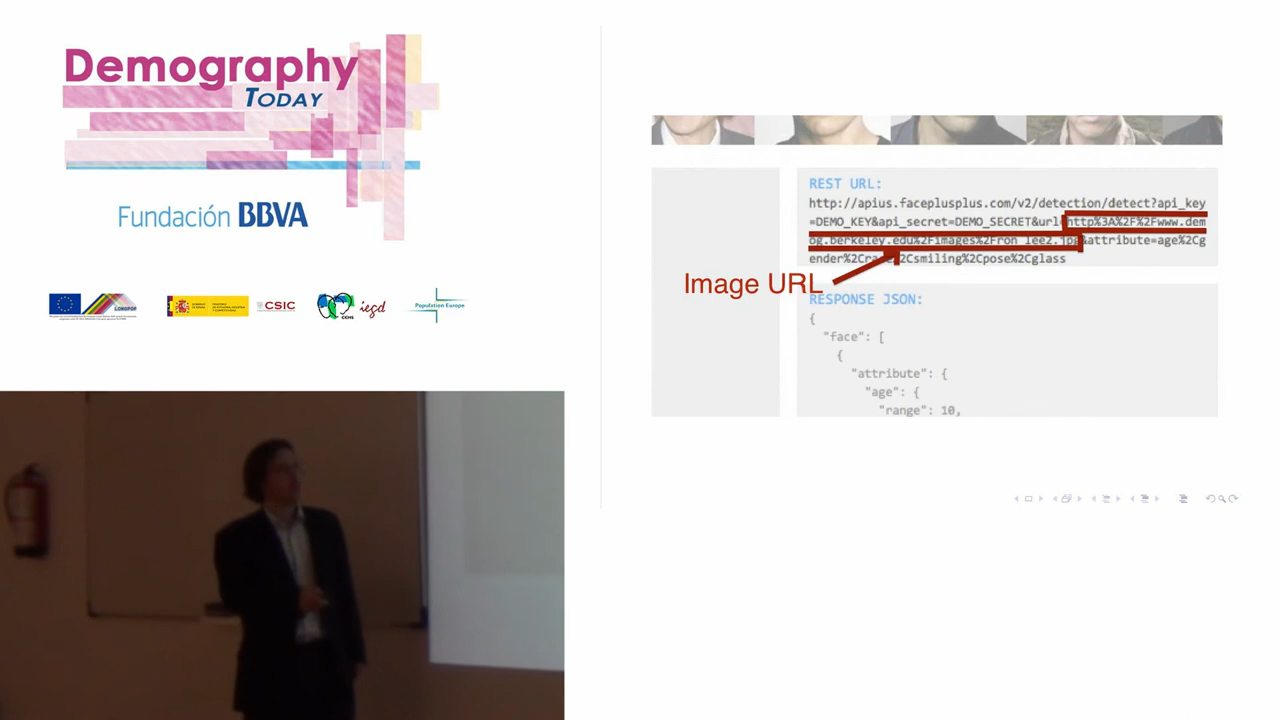 Demography
TODAY
Fundación BBVA
CSIC
iegd
Population Europe
REST URL:
http://apius.faceplusplus.com/v2/detection/detect?api_key
=DEMO_KEY&api_secret=DEMO_SECRET&url=http%3A%2F%2Fwww.dem
og.berkeley.edu%2Fimages%2Fron_lee2.jpg&attribute=age%2Cg
ender%2Crace%2Csmiling%2Cpose%2Cglass
Image URL
RESPONSE JSON:
{
"face": [
{
"attribute": {
"age": {
"range": 10,